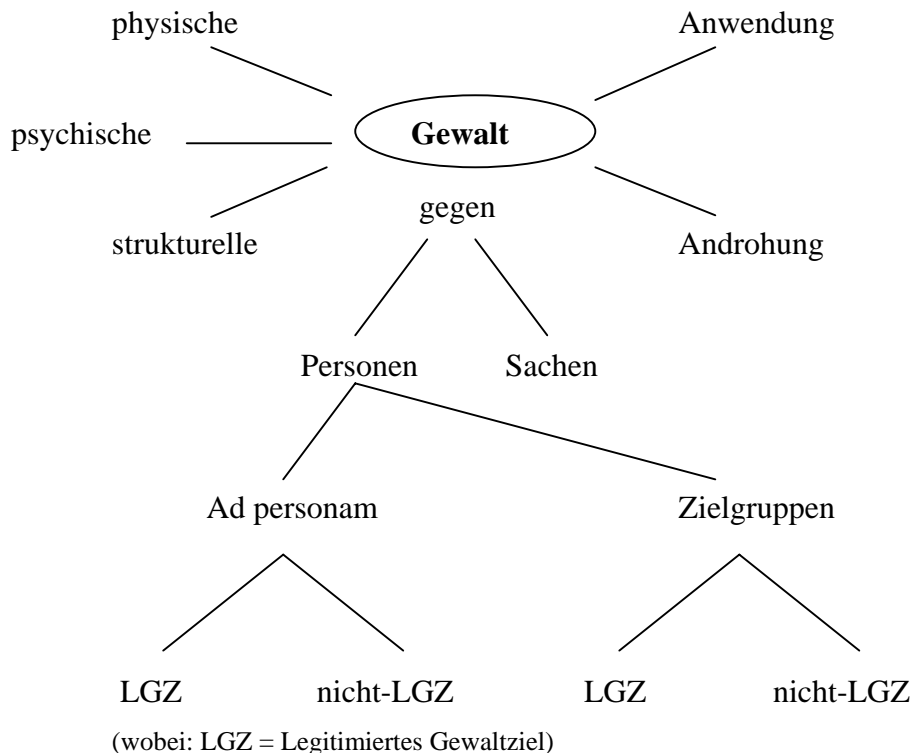 physische Anwendung
Gewalt
psychische
gegen
strukturelle Androhung
Personen Sachen
Ad personam Zielgruppen
LGZ nicht-LGZ LGZ nicht-LGZ
(wobei: LGZ = Legitimiertes Gewaltziel)